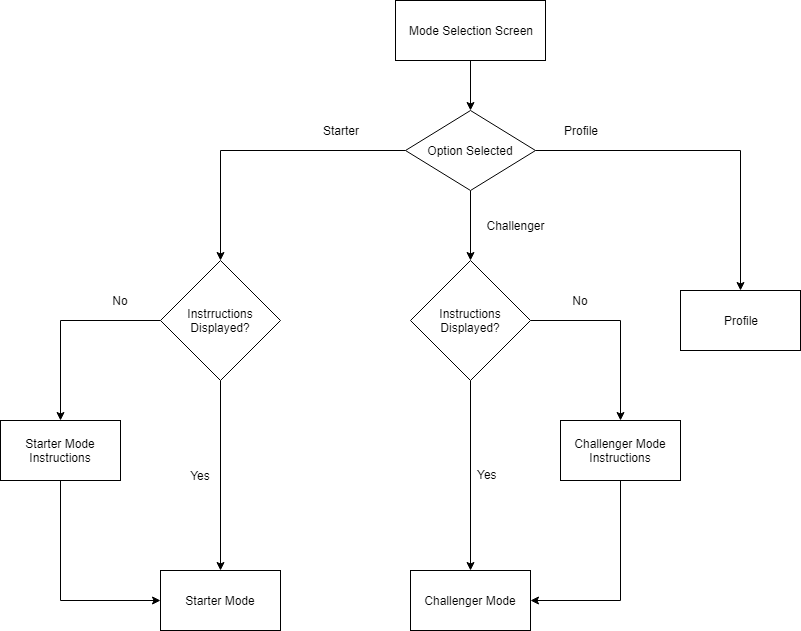 Mode Selection Screen
Starter
Profile
Option Selected
Challenger
No
Instrructions
Displayed?
Instructions
Displayed?
No
Profile
Starter Mode
Instructions
Challenger Mode
Instructions
Yes
Yes
Starter Mode
Challenger Mode